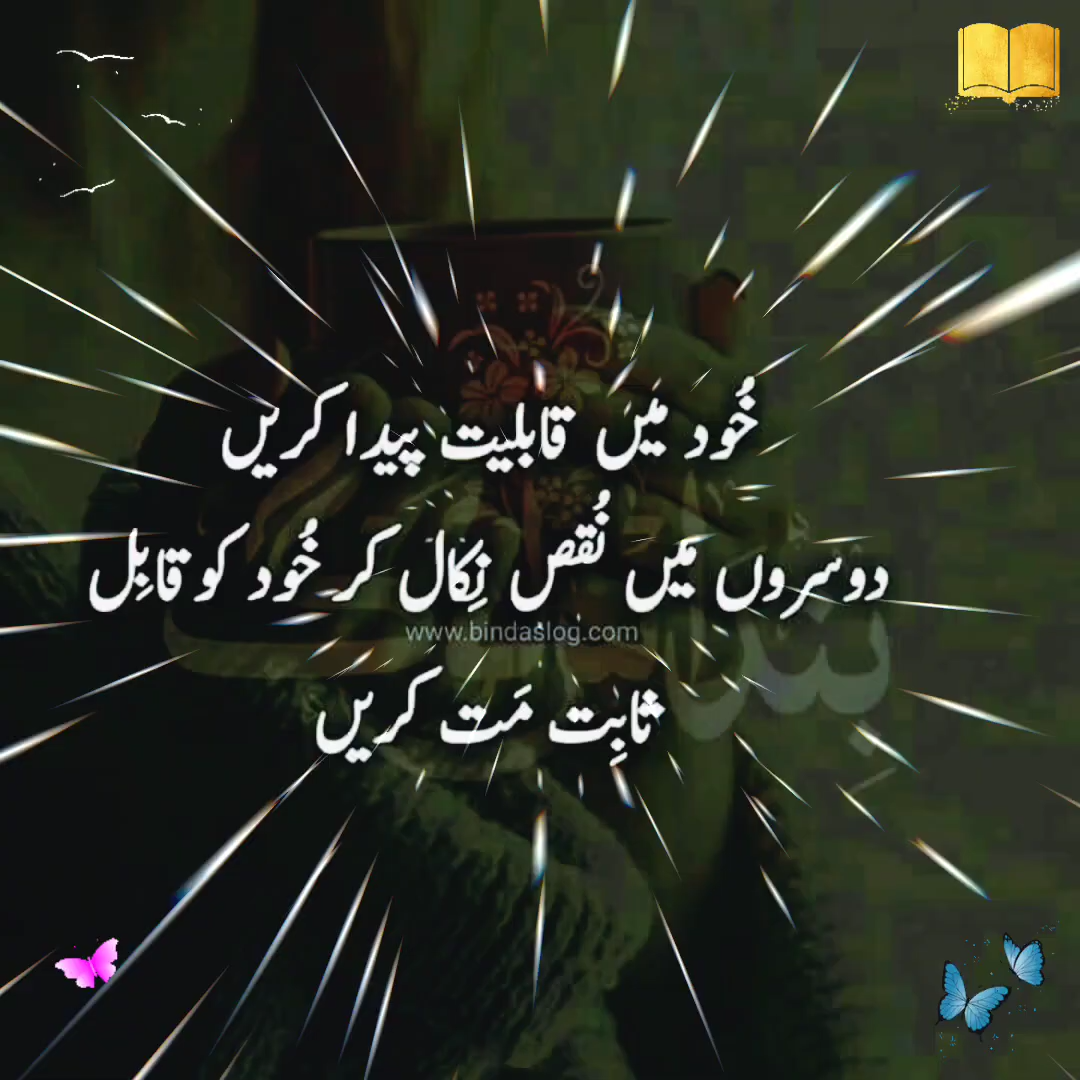 خُود میں قابلیت پیدا کریں
دوسروں میں نُقص نِکال کر خُود کو قابِل
www.bindaslog.com
ثابِت مَت کریں